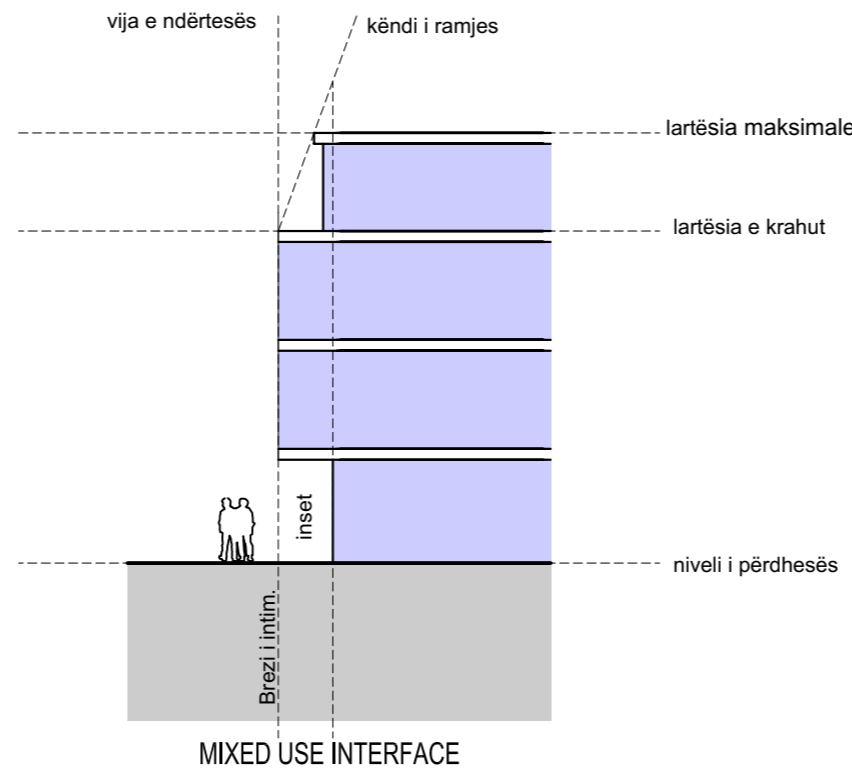 vija e ndërtesës
këndi i ramjes
lartësia maksimale
lartësia e krahut
inset
niveli i përdhesës
Brezi i intim.
MIXED USE INTERFACE